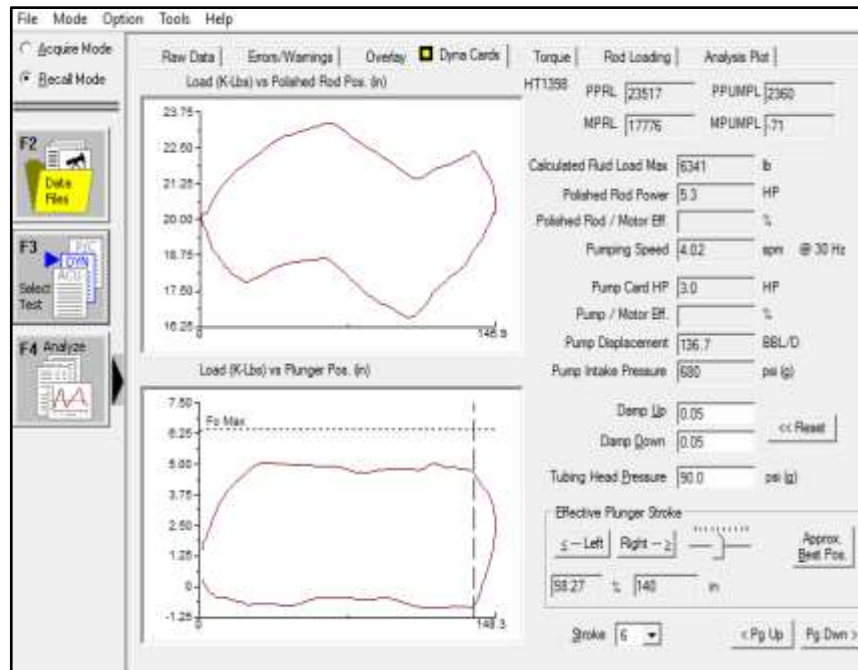 File Mode Option Tools Help
Acquire Mode
Recall Mode
F2
Data
Files
F3
P/C
DYN
ACU
Select
Test
F4 Analyze
Raw Data Errors/Warnings Overlay Dyna Cards Torque Rod Loading Analysis Plot
Load (K-Lbs) vs Polished Rod Pos. (in)
23.75
22.50
21.25
20.00
18.75
17.50
16.25
0
Load (K-Lbs) vs Plunger Pos. (in)
7.50
6.25
5.00
3.75
2.50
1.25
0
-1.25
Fo Max
0
PPRL 23517 PPUMPL
MPRL 17776 MPUMPL -71
Calculated Fluid Load Max 6341 lb
Polished Rod Power 5.3 HP
Polished Rod / Motor Eff. %
Pumping Speed 4.02 spm @ 30 Hz
Pump Card HP 3.0 HP
Pump / Motor Eff. %
Pump Displacement 136.7 BBL/D
Pump Intake Pressure 680 psi (g)
Damp Up 0.05
Damp Down 0.05
<< Reset
Tubing Head Pressure 90.0 psi (g)
Effective Plunger Stroke
<-- Left Right --> Approx.
Best Pos.
% 140 in
Stroke 6 < Pg Up Pg Dwn >